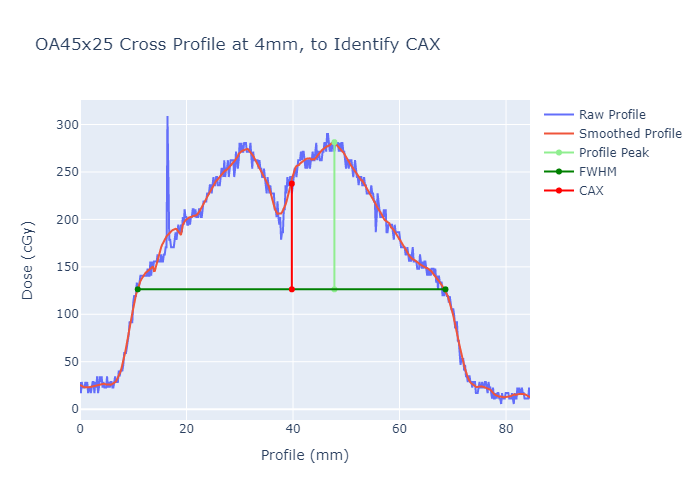 OA45x25 Cross Profile at 4mm, to Identify CAX
Raw Profile
Smoothed Profile
Profile Peak
FWHM
CAX
300
250
200
150
100
50
0
Dose (cGy)
0 20 40 60 80
Profile (mm)